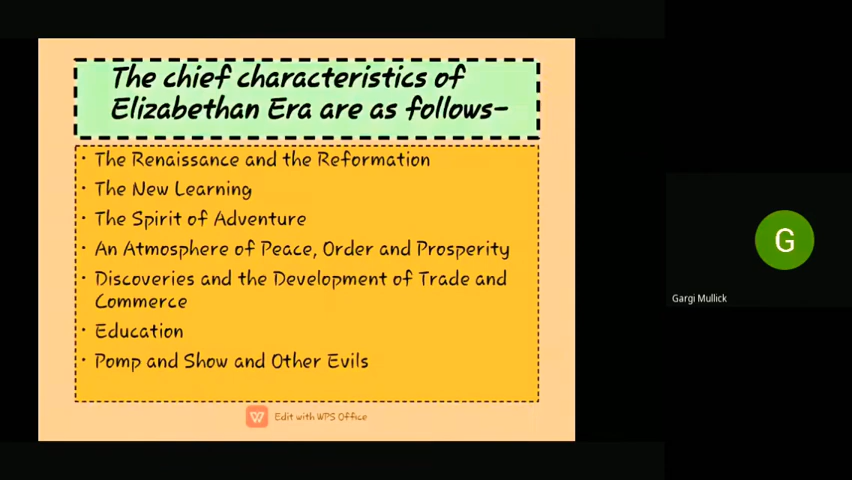 The chief characteristics of
Elizabethan Era are as follows-
• The Renaissance and the Reformation
• The New Learning
• The Spirit of Adventure
• An Atmosphere of Peace, Order and Prosperity
• Discoveries and the Development of Trade and
Commerce
• Education
• Pomp and Show and Other Evils
Edit with WPS Office
G
Gargi Mullick